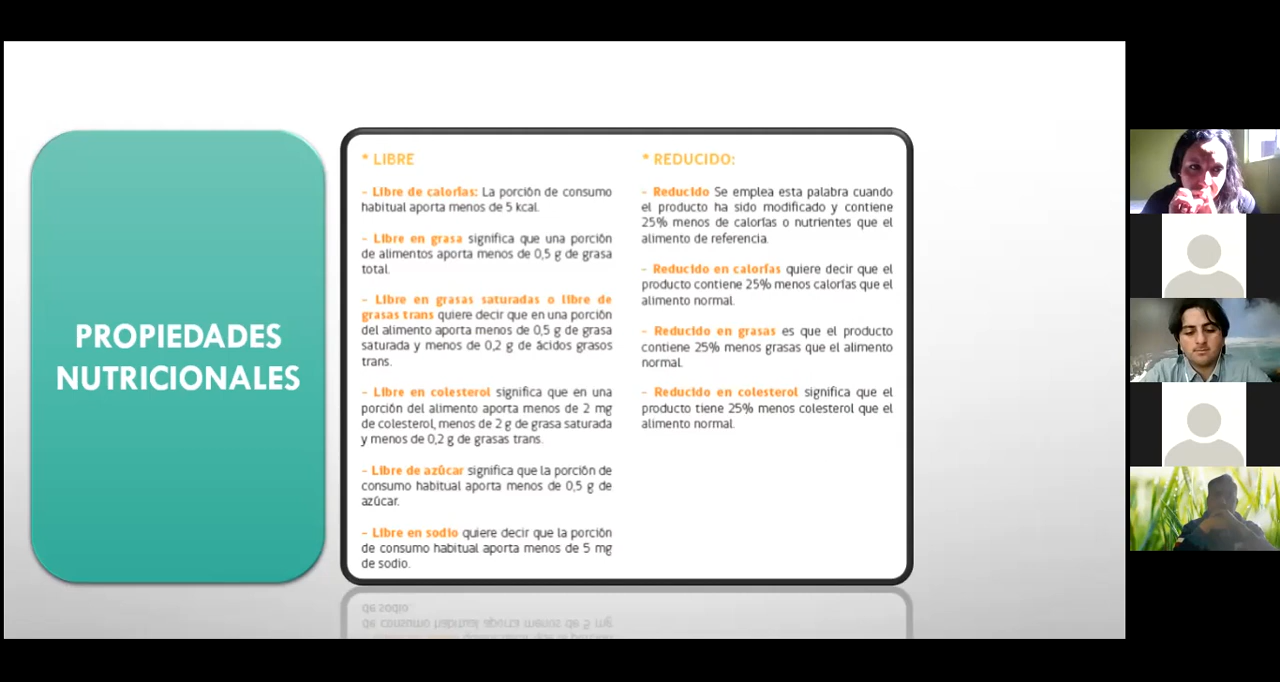 PROPIEDADES
NUTRICIONALES
* LIBRE
- Libre de calorías: La porción de consumo
habitual aporta menos de 5 kcal.
- Libre en grasa significa que una porción
de alimentos aporta menos de 0,5 g de grasa
total.
- Libre en grasas saturadas o libre de
grasas trans quiere decir que en una porción
del alimento aporta menos de 0,5 g de grasa
saturada y menos de 0,2 g de ácidos grasos
trans.
- Libre en colesterol significa que en una
porción del alimento aporta menos de 2 mg
de colesterol, menos de 2 g de grasa saturada
y menos de 0,2 g de grasas trans.
- Libre de azúcar significa que la porción de
consumo habitual aporta menos de 0,5 g de
azúcar.
- Libre en sodio quiere decir que la porción
de consumo habitual aporta menos de 5 mg
de sodio.
* REDUCIDO:
- Reducido Se emplea esta palabra cuando
el producto ha sido modificado y contiene
25% menos de calorías o nutrientes que el
alimento de referencia.
- Reducido en calorías quiere decir que el
producto contiene 25% menos calorías que el
alimento normal.
- Reducido en grasas es que el producto
contiene 25% menos grasas que el alimento
normal.
- Reducido en colesterol significa que el
producto tiene 25% menos colesterol que el
alimento normal.